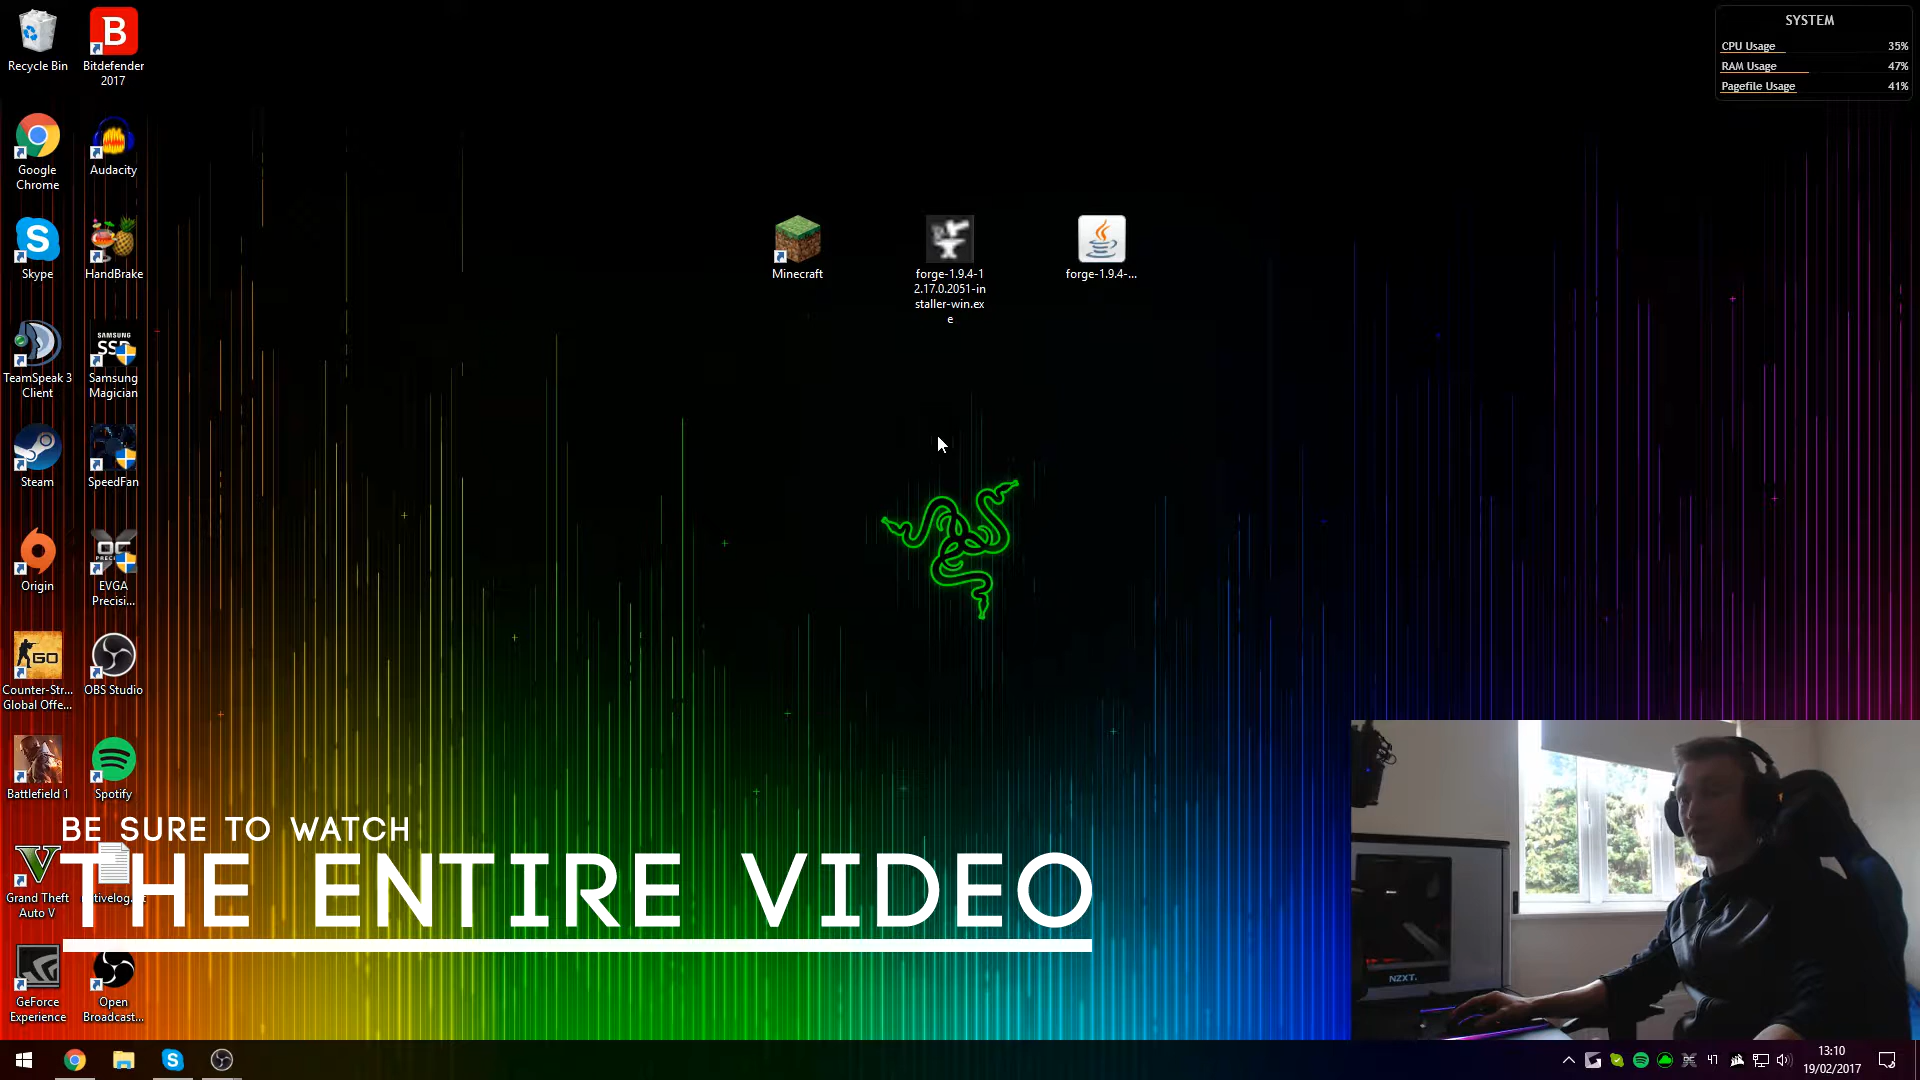 Recycle Bin
Bitdefender
2017
Google
Chrome
Audacity
Skype
HandBrake
TeamSpeak 3
Client
SAMSUNG
SSD
Samsung
Magician
Steam
SpeedFan
Origin
OC
EVGA
Precisi...
GO
Counter-Str...
Global Offe...
OBS Studio
Battlefield 1
Spotify
Grand Theft
Auto V
GeForce
Experience
Open
Broadcast...
Minecraft
forge-1.9.4-1
2.17.0.2051-in
staller-win.ex
e
forge-1.9.4-...
SYSTEM
CPU Usage 35%
RAM Usage 47%
Pagefile Usage 41%
BE SURE TO WATCH
THE ENTIRE VIDEO
NZXT.
13:10
19/02/2017